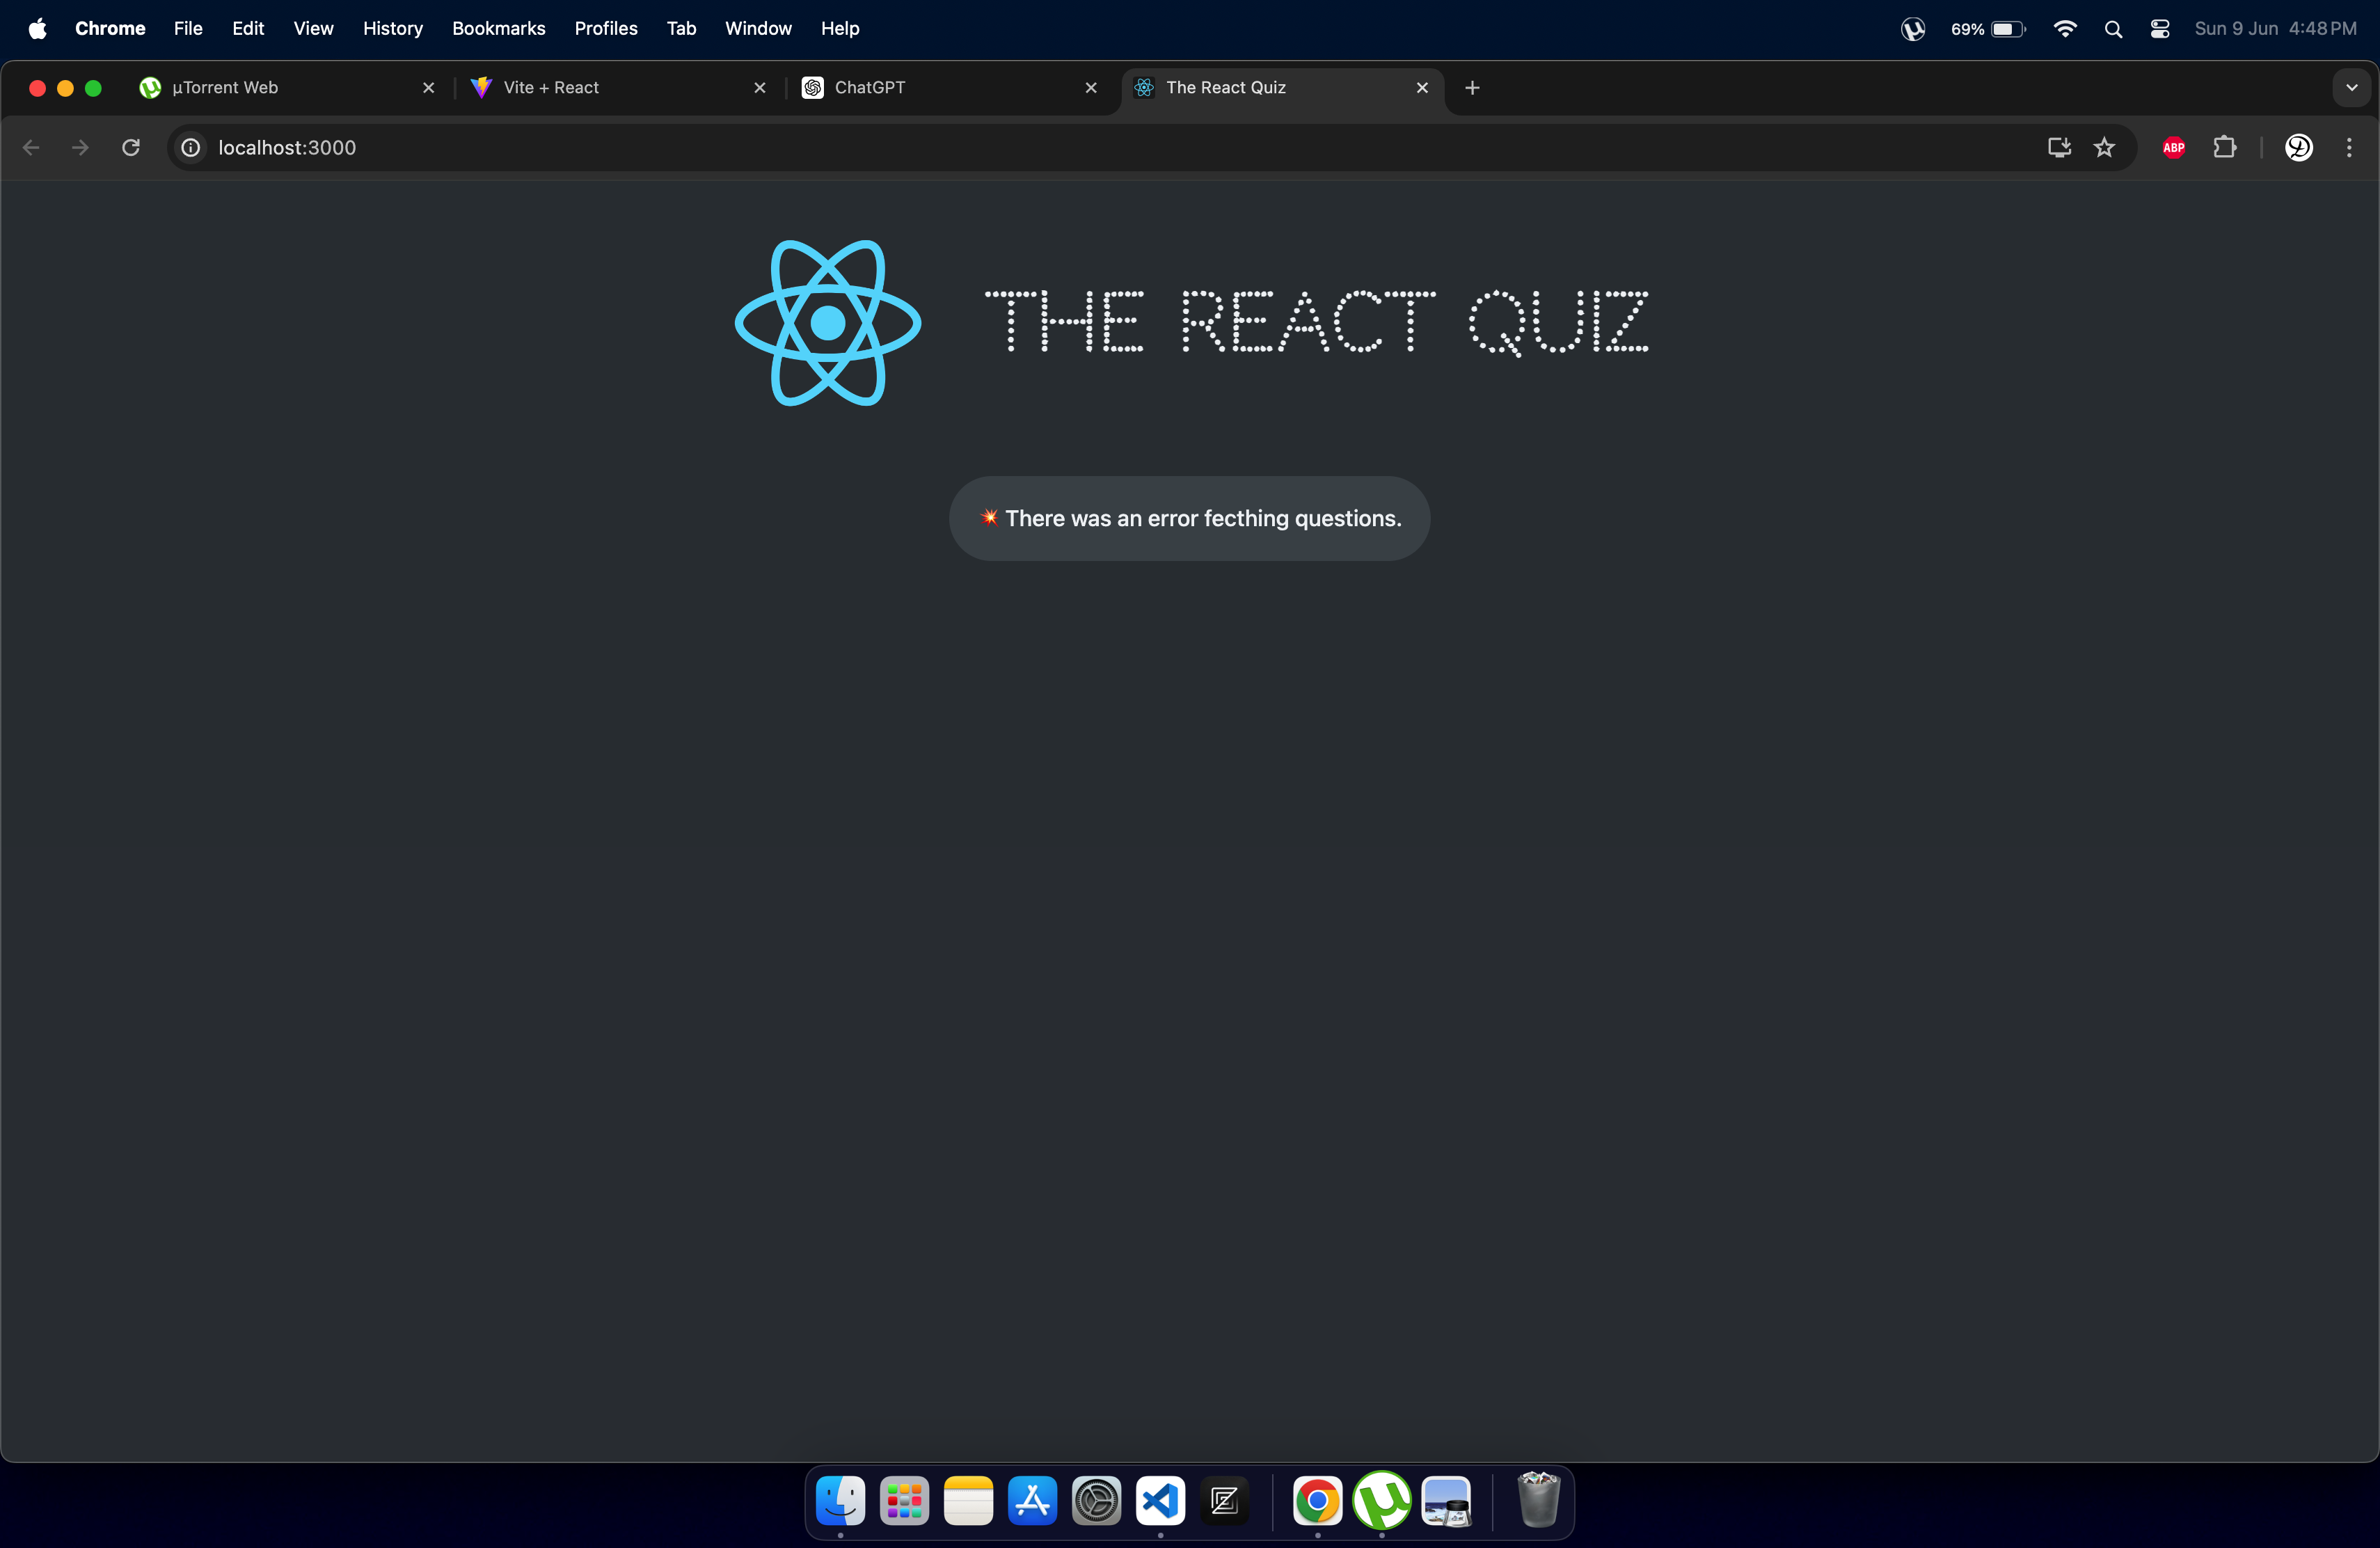 Chrome File Edit View History Bookmarks Profiles Tab Window Help 69% Sun 9 Jun 4:48 PM
µTorrent Web Vite + React ChatGPT The React Quiz
localhost:3000 ABP
THE REACT QUIZ
💥 There was an error fecthing questions.